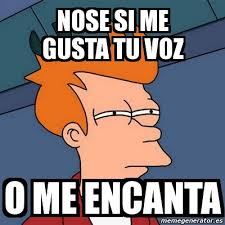 NOSE SI ME
GUSTA TU VOZ
O ME ENCANTA
memegenerator.es